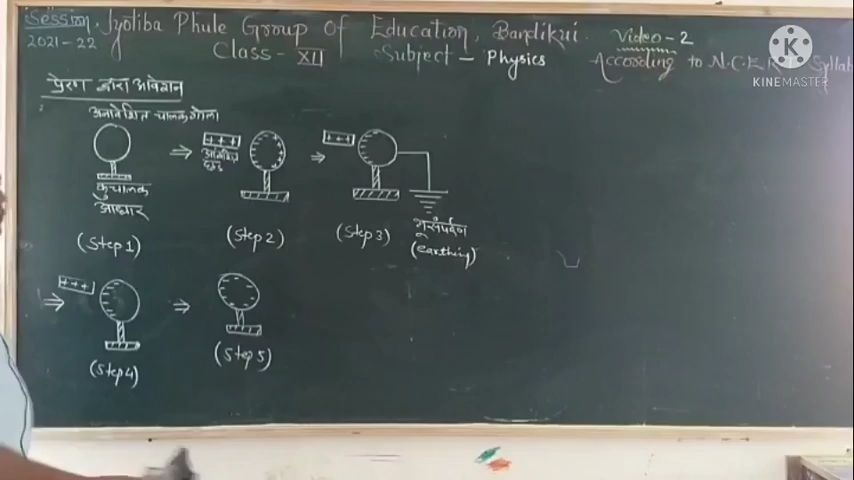 Session. Jyotiba Phule Group Of Education, Bandikui.
2021-22
Class - XII
Subject - Physics
Video-2
According to N.C.E.R.T Syllab
KINEMASTER
प्रेरण द्वारा आवेशन
अनावेशित चालक गोला
कुचालक
आधार
(Step 1)
+ + +
आवेशित
छड़
(Step 2)
+ + +
(Step 3)
भूसंपर्कण
(earthing)
+ + +
(Step 4)
(Step 5)